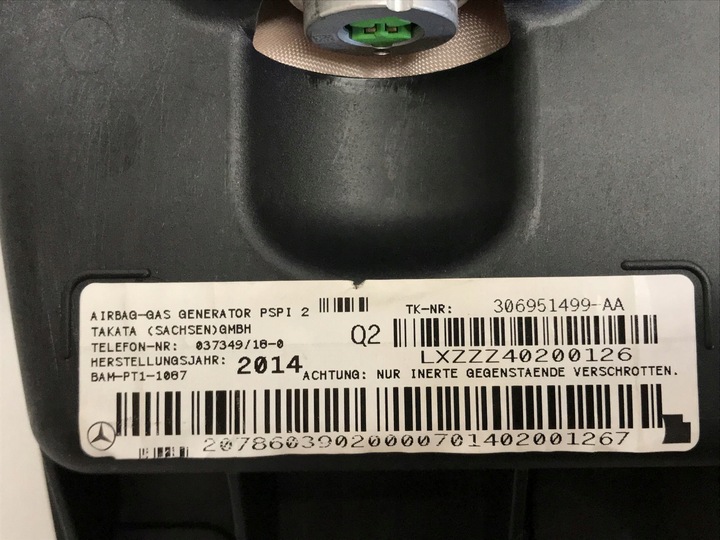 AIRBAG-GAS GENERATOR PSPI 2
TK-NR: 306951499-AA
TAKATA (SACHSEN)GMBH
Q2
TELEFON-NR: 037349/18-0
LXZZZ40200126
HERSTELLUNGSJAHR: 2014
BAM-PT1-1087
ACHTUNG: NUR INERTE GEGENSTAENDE VERSCHROTTEN.
20786039020000701402001267